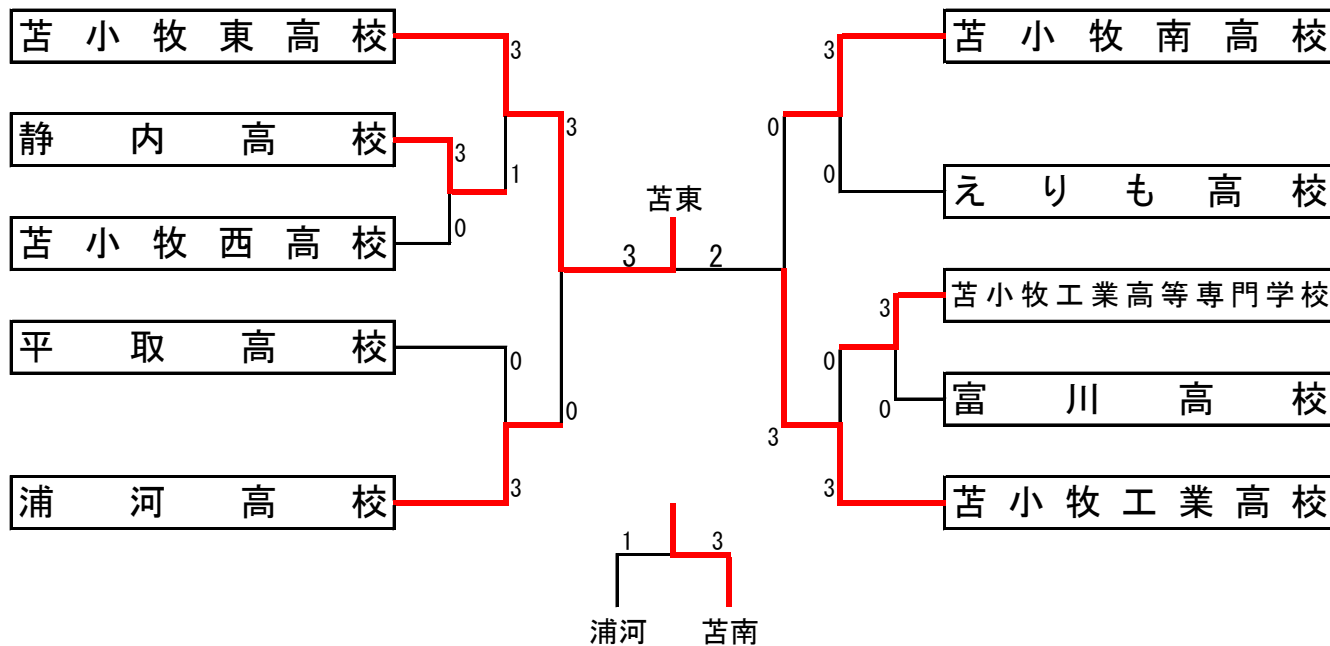 苫小牧東高校
3
静内高校
3
1
苫小牧西高校
0
3
平取高校
0
0
浦河高校
3
苫東
3 2
苫小牧南高校
3
0
えりも高校
0
苫小牧工業高等専門学校
3
0
富川高校
0
3
苫小牧工業高校
3
1 3
浦河 苫南